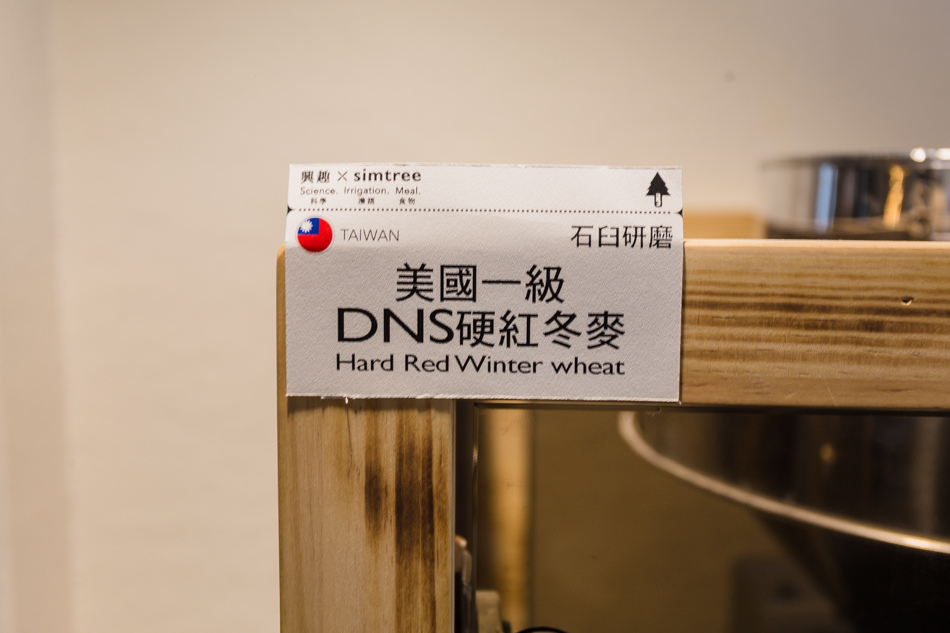 興趣 × simtree
Science. Irrigation. Meal.
科學 灌溉 食物
TAIWAN 石臼研磨
美國一級
DNS硬紅冬麥
Hard Red Winter wheat